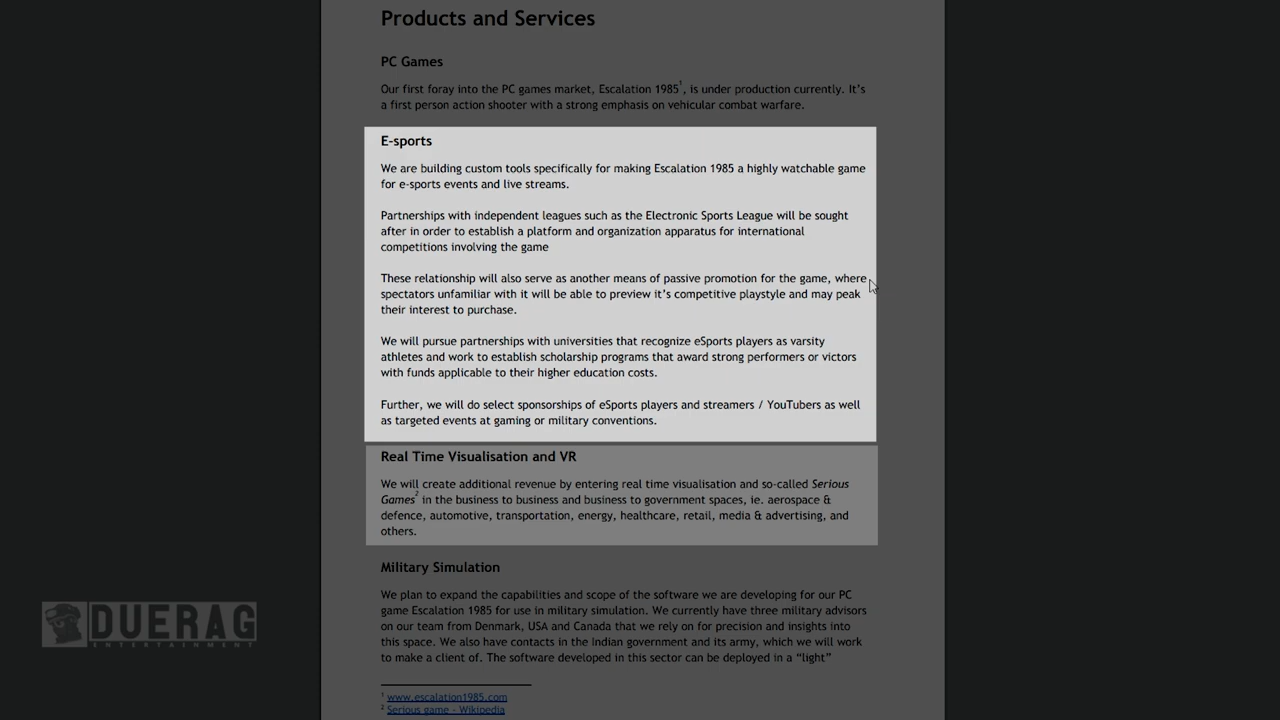 Products and Services
PC Games
Our first foray into the PC games market, Escalation 1985¹, is under production currently. It's
a first person action shooter with a strong emphasis on vehicular combat warfare.
E-sports
We are building custom tools specifically for making Escalation 1985 a highly watchable game
for e-sports events and live streams.
Partnerships with independent leagues such as the Electronic Sports League will be sought
after in order to establish a platform and organization apparatus for international
competitions involving the game
These relationship will also serve as another means of passive promotion for the game, where
spectators unfamiliar with it will be able to preview it's competitive playstyle and may peak
their interest to purchase.
We will pursue partnerships with universities that recognize eSports players as varsity
athletes and work to establish scholarship programs that award strong performers or victors
with funds applicable to their higher education costs.
Further, we will do select sponsorships of eSports players and streamers / YouTubers as well
as targeted events at gaming or military conventions.
Real Time Visualisation and VR
We will create additional revenue by entering real time visualisation and so-called Serious
Games² in the business to business and business to government spaces, ie. aerospace &
defence, automotive, transportation, energy, healthcare, retail, media & advertising, and
others.
Military Simulation
We plan to expand the capabilities and scope of the software we are developing for our PC
game Escalation 1985 for use in military simulation. We currently have three military advisors
on our team from Denmark, USA and Canada that we rely on for precision and insights into
this space. We also have contacts in the Indian government and its army, which we will work
to make a client of. The software developed in this sector can be deployed in a “light”
¹ www.escalation1985.com
² Serious game - Wikipedia
DUERAG
ENTERTAINMENT